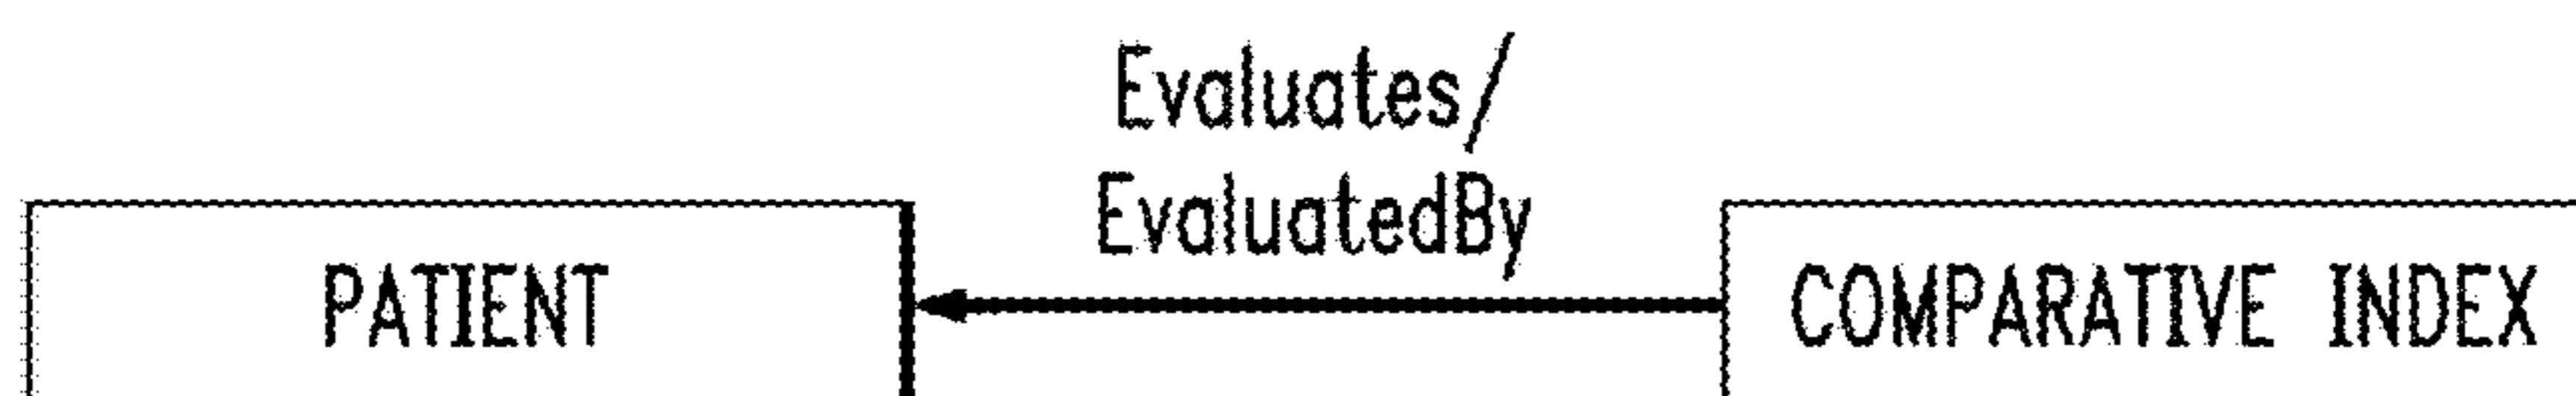 Evaluates/
EvaluatedBy
PATIENT
COMPARATIVE INDEX